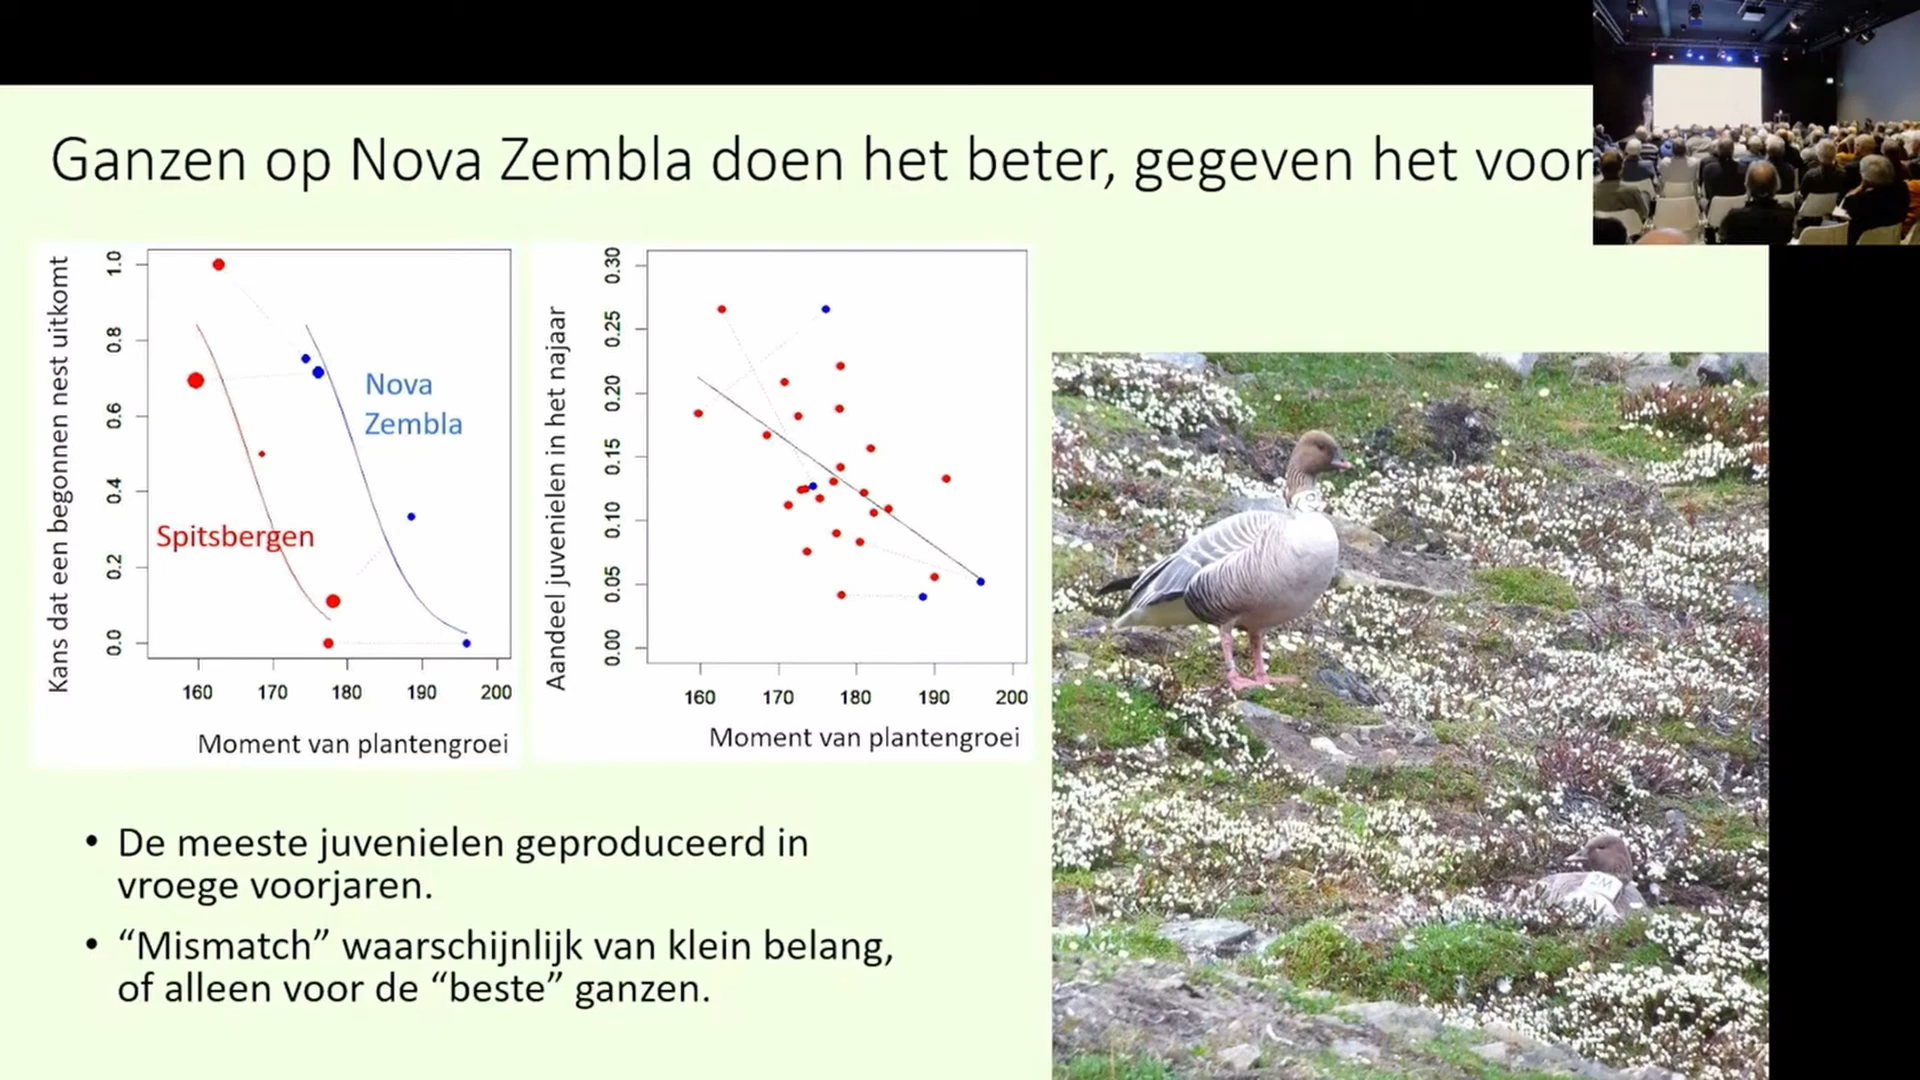 Ganzen op Nova Zembla doen het beter, gegeven het voor
Kans dat een begonnen nest uitkomt
1.0
0.8
0.6
0.4
0.2
0.0
Nova
Zembla
Spitsbergen
160 170 180 190 200
Moment van plantengroei
Aandeel juvenielen in het najaar
0.30
0.25
0.20
0.15
0.10
0.05
0.00
160 170 180 190 200
Moment van plantengroei
• De meeste juvenielen geproduceerd in
vroege voorjaren.
• “Mismatch” waarschijnlijk van klein belang,
of alleen voor de “beste” ganzen.
2M